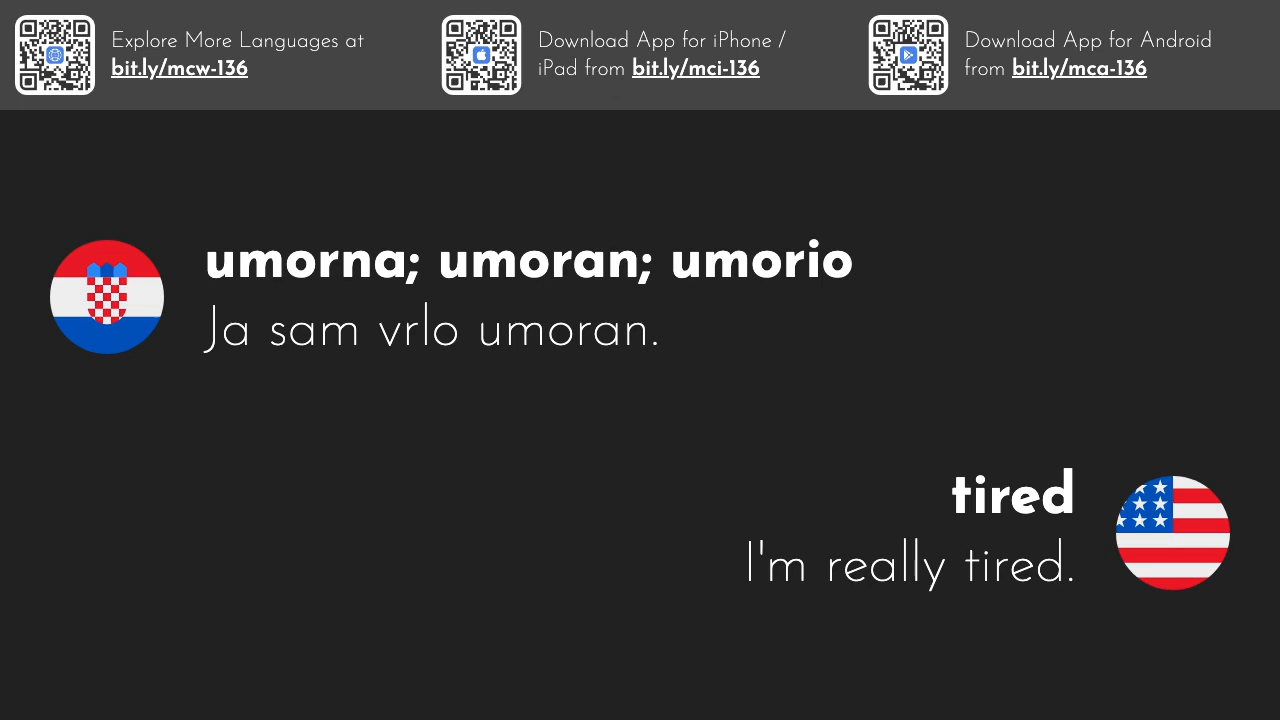 Explore More Languages at
bit.ly/mcw-136
Download App for iPhone /
iPad from bit.ly/mci-136
Download App for Android
from bit.ly/mca-136
umorna; umoran; umorio
Ja sam vrlo umoran.
tired
I'm really tired.